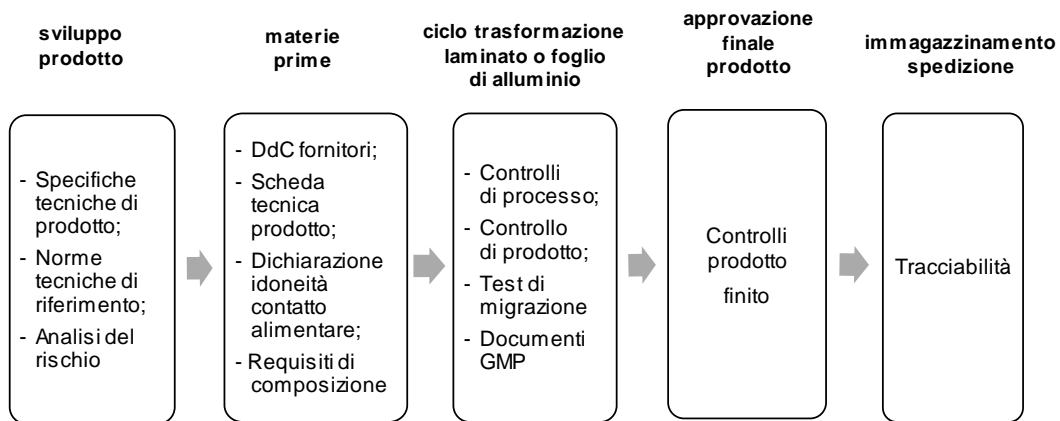 sviluppo
prodotto
materie
prime
ciclo trasformazione
laminato o foglio
di alluminio
approvazione
finale
prodotto
immagazzinamento
spedizione
- Specifiche
tecniche di
prodotto;
- Norme
tecniche di
riferimento;
- Analisi del
rischio
- DdC fornitori;
- Scheda
tecnica
prodotto;
- Dichiarazione
idoneità
contatto
alimentare;
- Requisiti di
composizione
- Controlli
di processo;
- Controllo
di prodotto;
- Test di
migrazione
- Documenti
GMP
Controlli
prodotto
finito
Tracciabilità